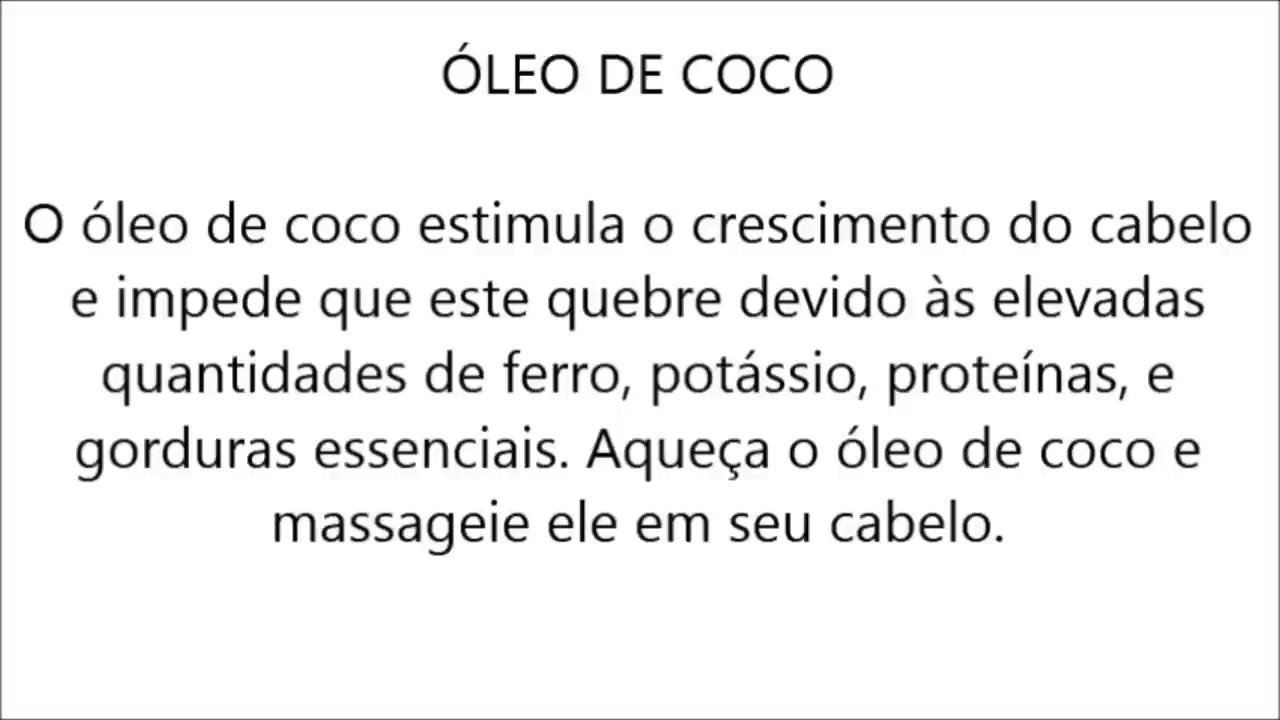 ÓLEO DE COCO
O óleo de coco estimula o crescimento do cabelo
e impede que este quebre devido às elevadas
quantidades de ferro, potássio, proteínas, e
gorduras essenciais. Aqueça o óleo de coco e
massageie ele em seu cabelo.